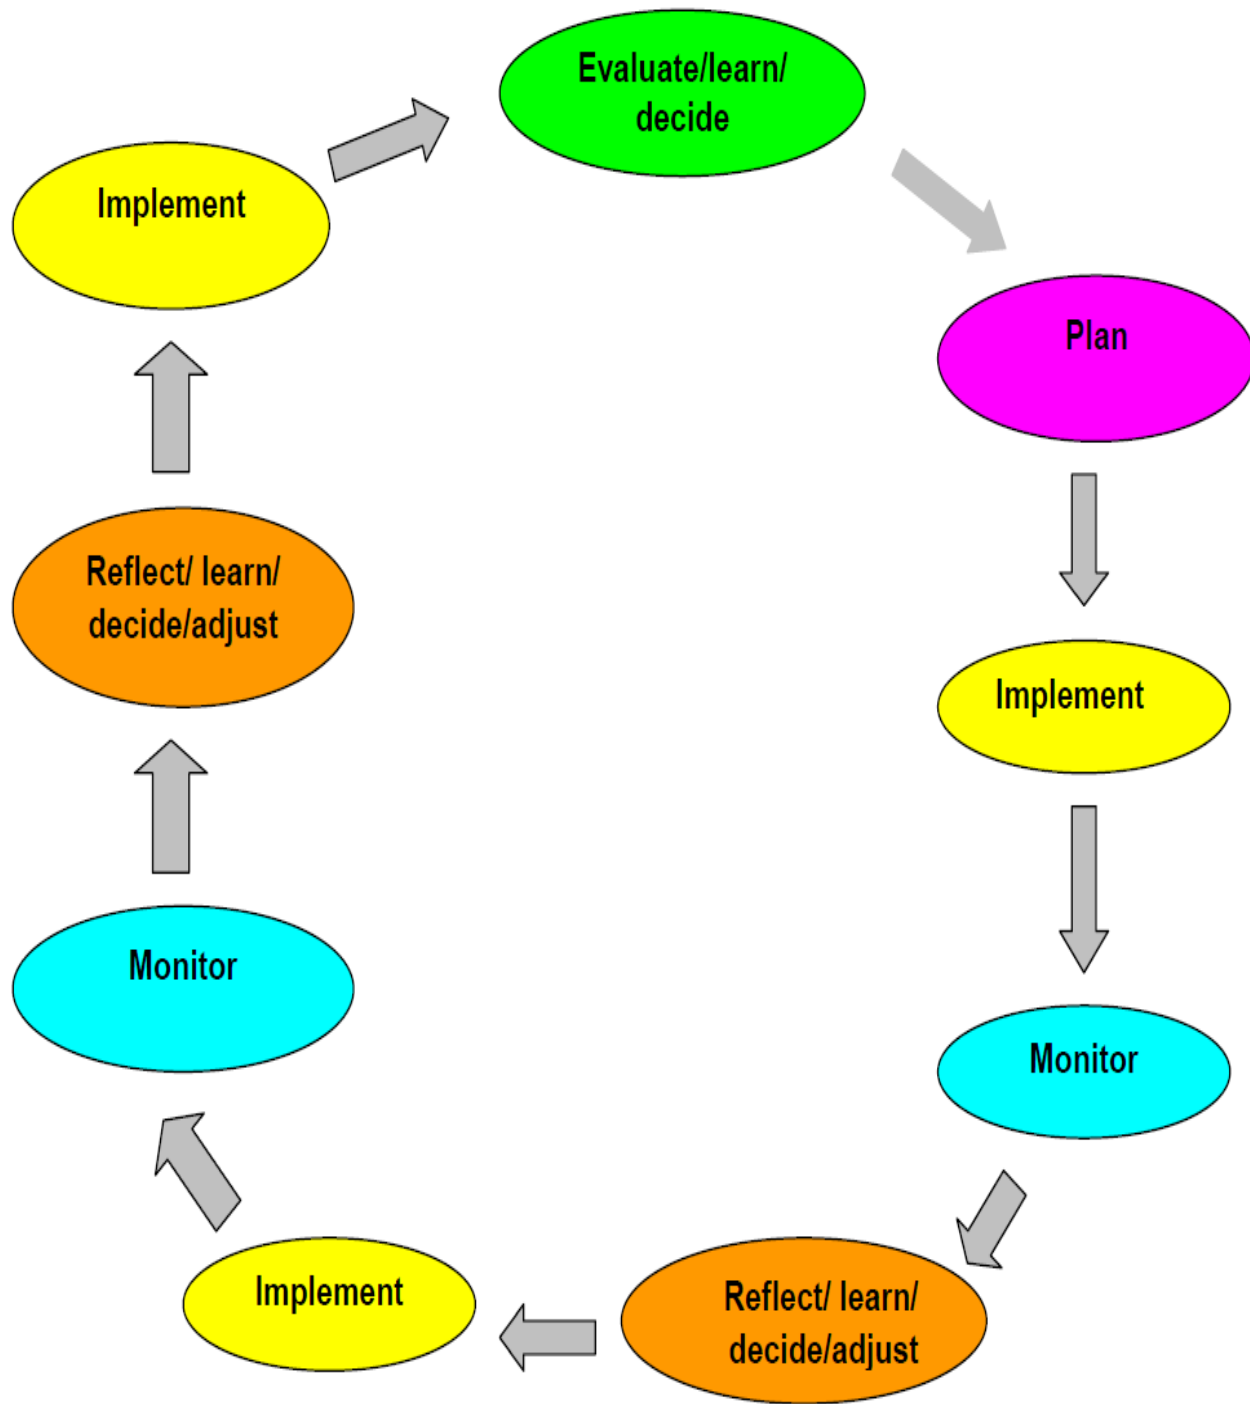 Evaluate/learn/
decide
Plan
Implement
Monitor
Reflect/ learn/
decide/adjust
Implement
Monitor
Reflect/ learn/
decide/adjust
Implement